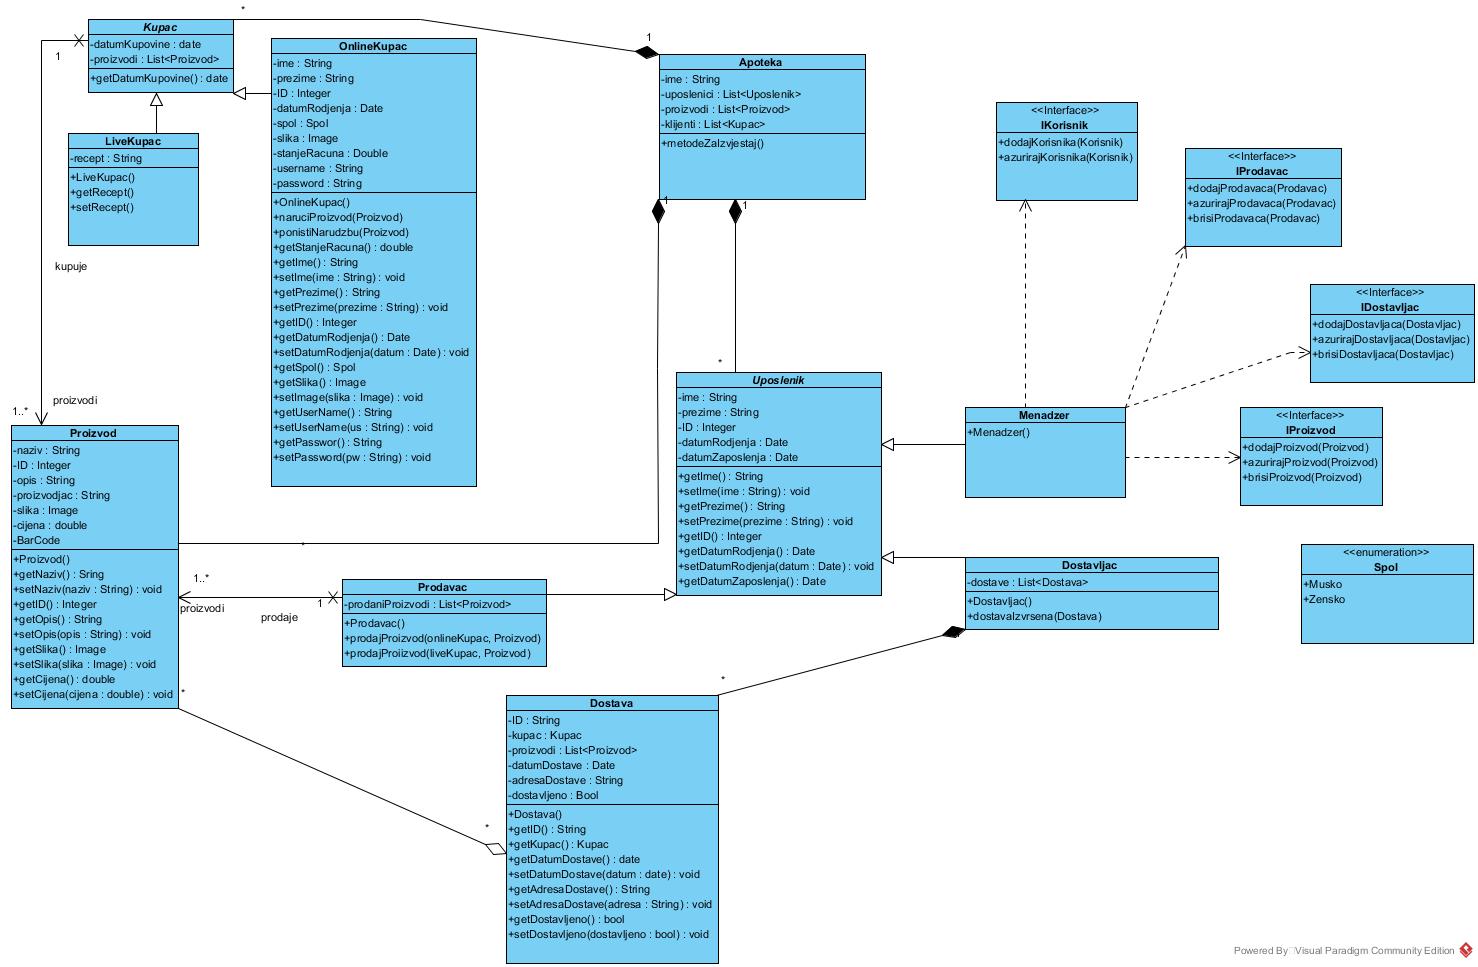 Kupac
-datumKupovine : date
-proizvodi : List<Proizvod>
+getDatumKupovine() : date
*
1
1
kupuje
proizvodi
1..*
LiveKupac
-recept : String
+LiveKupac()
+getRecept()
+setRecept()
OnlineKupac
-ime : String
-prezime : String
-ID : Integer
-datumRodjenja : Date
-spol : Spol
-slika : Image
-stanjeRacuna : Double
-username : String
-password : String
+OnlineKupac()
+naruciProizvod(Proizvod)
+ponistiNarudzbu(Proizvod)
+getStanjeRacuna() : double
+getIme() : String
+setIme(ime : String) : void
+getPrezime() : String
+setPrezime(prezime : String) : void
+getID() : Integer
+getDatumRodjenja() : Date
+setDatumRodjenja(datum : Date) : void
+getSpol() : Spol
+getSlika() : Image
+setImage(slika : Image) : void
+getUserName() : String
+setUserName(us : String) : void
+getPasswor() : String
+setPassword(pw : String) : void
Apoteka
-ime : String
-uposlenici : List<Uposlenik>
-proizvodi : List<Proizvod>
-klijenti : List<Kupac>
+metodeZaIzvjestaj()
1
1
*
*
<<Interface>>
IKorisnik
+dodajKorisnika(Korisnik)
+azurirajKorisnika(Korisnik)
<<Interface>>
IProdavac
+dodajProdavaca(Prodavac)
+azurirajProdavaca(Prodavac)
+brisiProdavaca(Prodavac)
<<Interface>>
IDostavljac
+dodajDostavljaca(Dostavljac)
+azurirajDostavljaca(Dostavljac)
+brisiDostavljaca(Dostavljac)
<<Interface>>
IProizvod
+dodajProizvod(Proizvod)
+azurirajProizvod(Proizvod)
+brisiProizvod(Proizvod)
Menadzer
+Menadzer()
Uposlenik
-ime : String
-prezime : String
-ID : Integer
-datumRodjenja : Date
-datumZaposlenja : Date
+getIme() : String
+setIme(ime : String) : void
+getPrezime() : String
+setPrezime(prezime : String) : void
+getID() : Integer
+getDatumRodjenja() : Date
+setDatumRodjenja(datum : Date) : void
+getDatumZaposlenja() : Date
Proizvod
-naziv : String
-ID : Integer
-opis : String
-proizvodjac : String
-slika : Image
-cijena : double
-BarCode
+Proizvod()
+getNaziv() : Sring
+setNaziv(naziv : String) : void
+getID() : Integer
+getOpis() : String
+setOpis(opis : String) : void
+getSlika() : Image
+setSlika(slika : Image) : void
+getCijena() : double
+setCijena(cijena : double) : void
1..*
proizvodi
prodaje
1
Prodavac
-prodaniProizvodi : List<Proizvod>
+Prodavac()
+prodajProizvod(onlineKupac, Proizvod)
+prodajProiizvod(liveKupac, Proizvod)
Dostavljac
-dostave : List<Dostava>
+Dostavljac()
+dostavaIzvrsena(Dostava)
<<enumeration>>
Spol
+Musko
+Zensko
1
*
*
*
Dostava
-ID : String
-kupac : Kupac
-proizvodi : List<Proizvod>
-datumDostave : Date
-adresaDostave : String
-dostavljeno : Bool
+Dostava()
+getID() : String
+getKupac() : Kupac
+getDatumDostave() : date
+setDatumDostave(datum : date) : void
+getAdresaDostave() : String
+setAdresaDostave(adresa : String) : void
+getDostavljeno() : bool
+setDostavljeno(dostavljeno : bool) : void
Powered By Visual Paradigm Community Edition